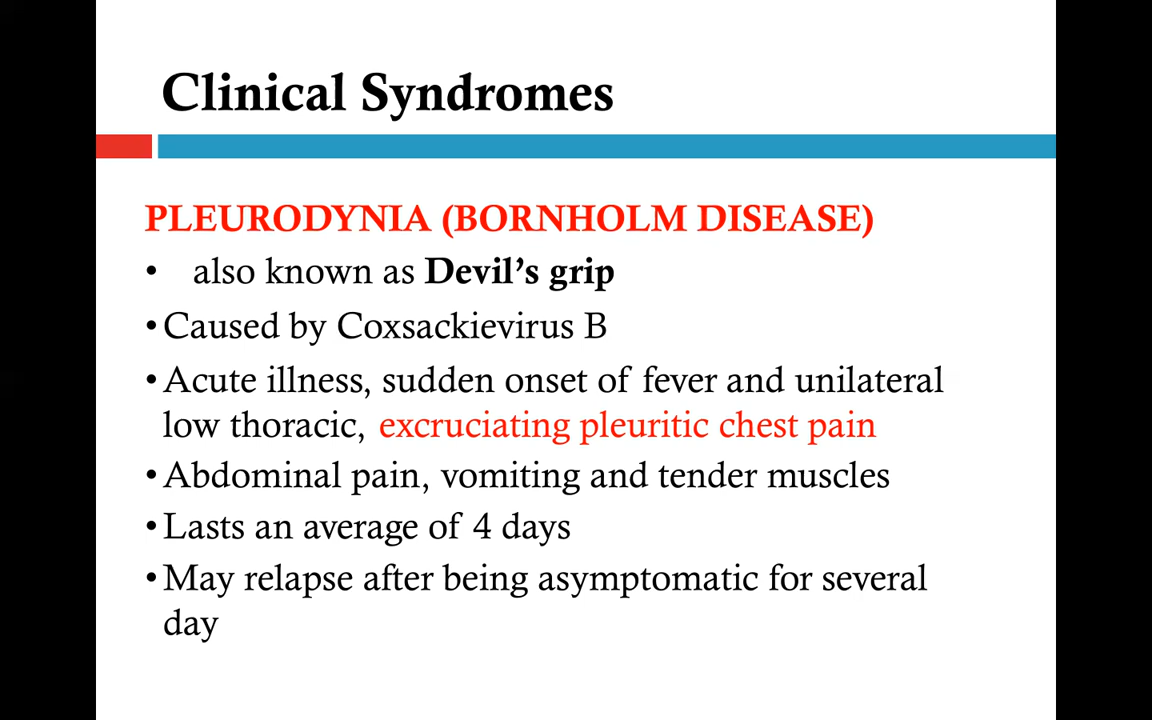 Clinical Syndromes
PLEURODYNIA (BORNHOLM DISEASE)
• also known as Devil’s grip
• Caused by Coxsackievirus B
• Acute illness, sudden onset of fever and unilateral
low thoracic, excruciating pleuritic chest pain
• Abdominal pain, vomiting and tender muscles
• Lasts an average of 4 days
• May relapse after being asymptomatic for several
day